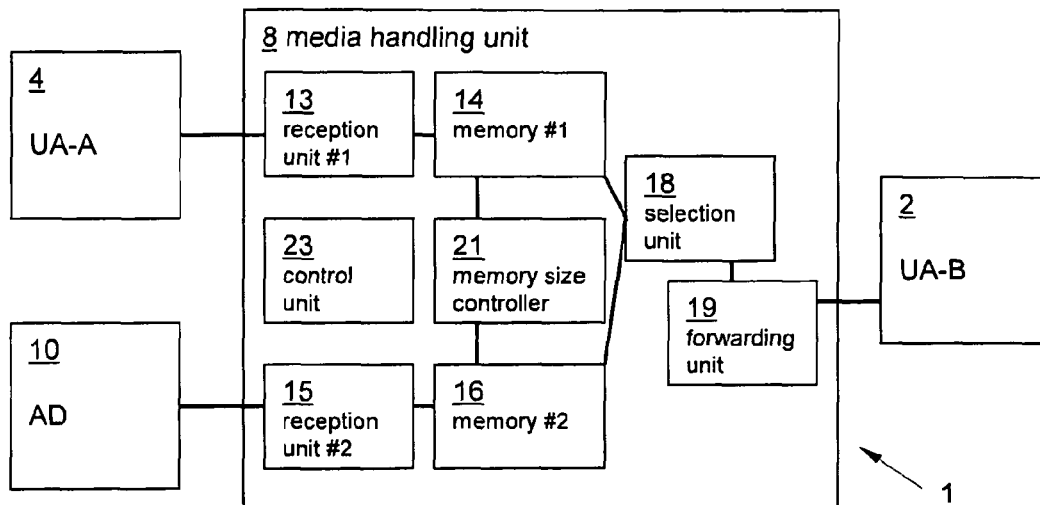 8 media handling unit
4
UA-A
13
reception
unit #1
14
memory #1
18
selection
unit
2
UA-B
23
control
unit
21
memory size
controller
19
forwarding
unit
10
AD
15
reception
unit #2
16
memory #2
1